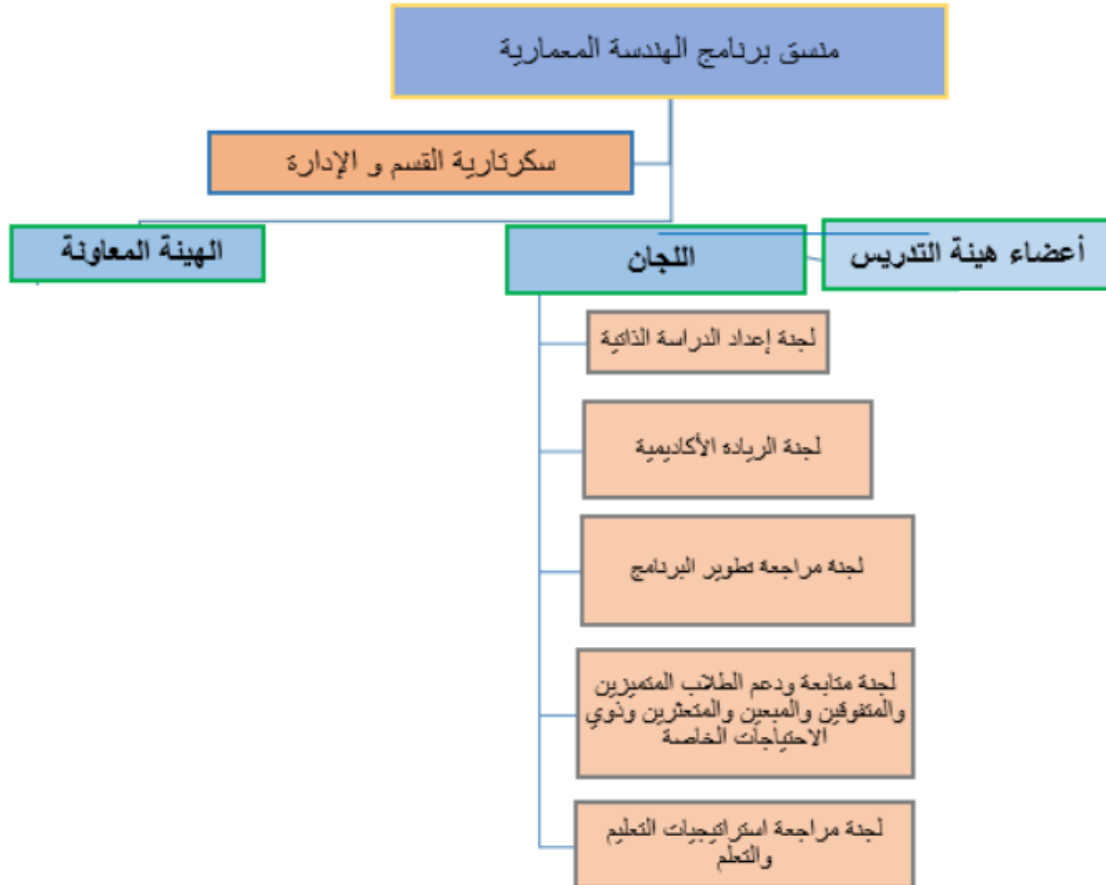 منسق برنامج الهندسة المعمارية
سكرتارية القسم و الإدارة
أعضاء هيئة التدريس
اللجان
الهيئة المعاونة
لجنة إعداد الدراسة الذاتية
لجنة الريادة الأكاديمية
لجنة مراجعة تطوير البرنامج
لجنة متابعة ودعم الطلاب المتميزين
والمتفوقين والمبعين والمتعثرين وذوي
الاحتياجات الخاصة
لجنة مراجعة استراتيجيات التعليم
والتعلم